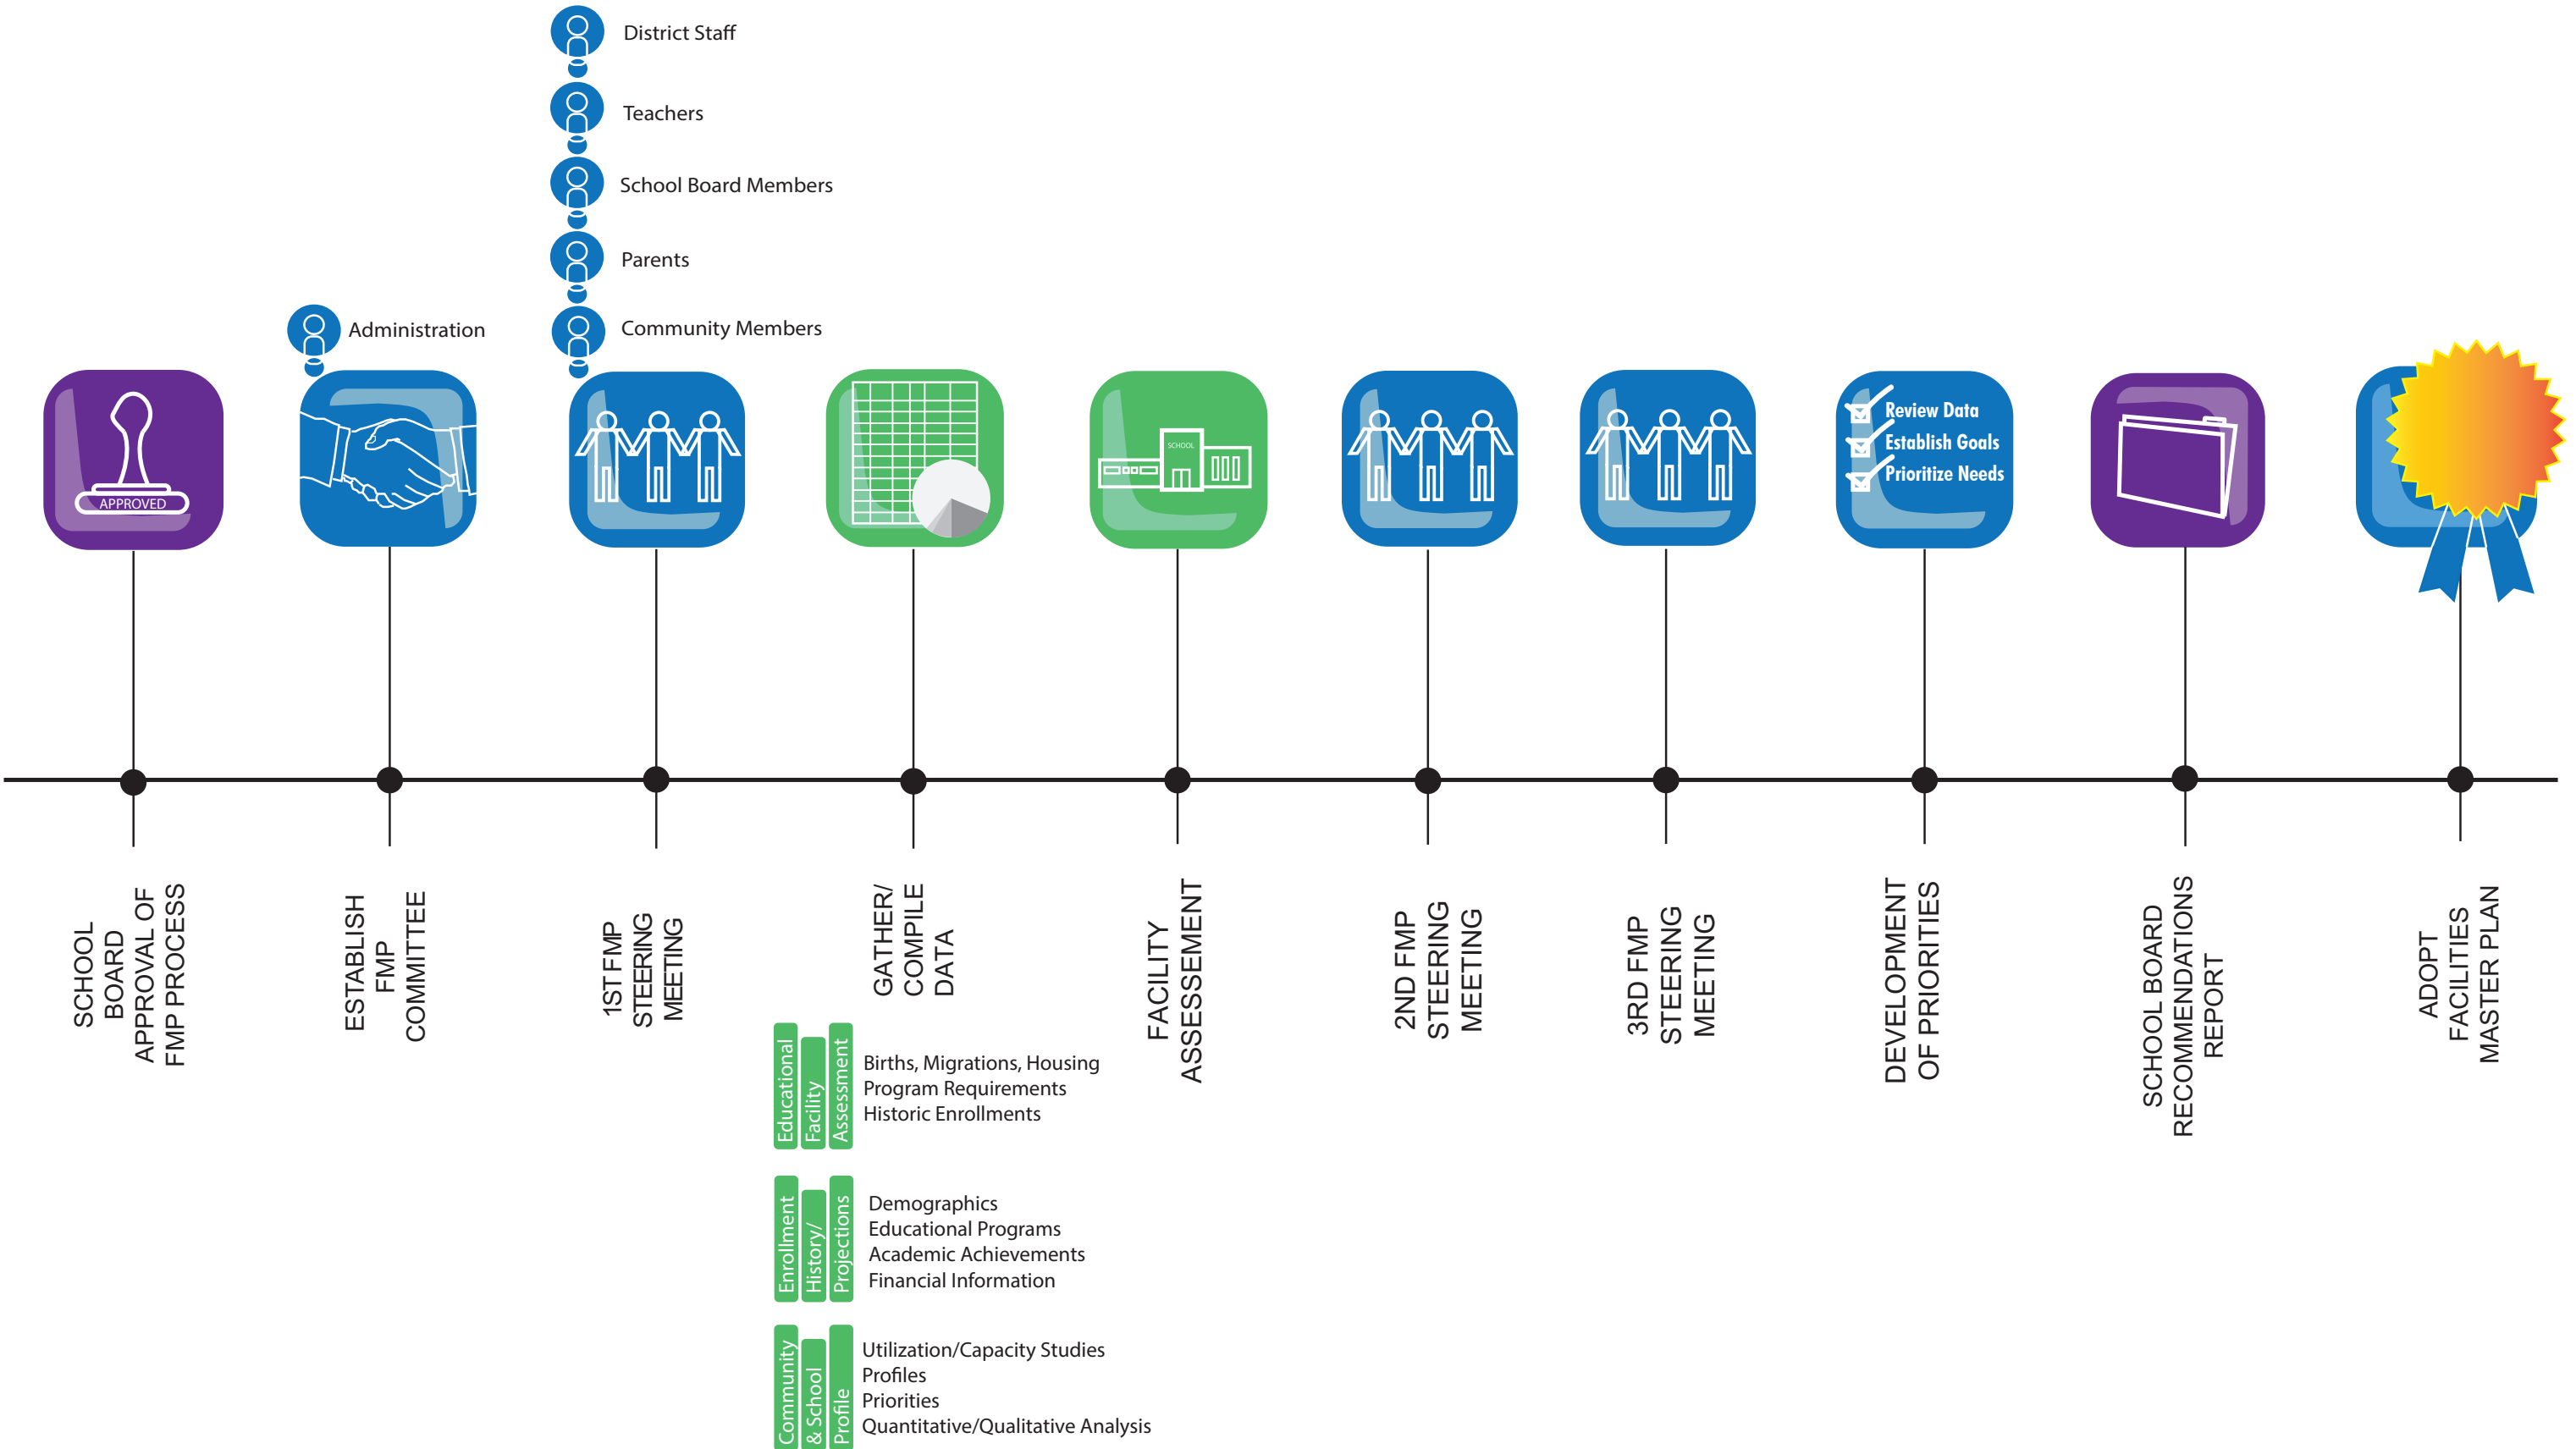 District Staff
Teachers
School Board Members
Parents
Community Members
Administration
APPROVED
SCHOOL
Review Data
Establish Goals
Prioritize Needs
SCHOOL
BOARD
APPROVAL OF
FMP PROCESS
ESTABLISH
FMP
COMMITTEE
1ST FMP
STEERING
MEETING
GATHER/
COMPILE
DATA
FACILITY
ASSESSEMENT
2ND FMP
STEERING
MEETING
3RD FMP
STEERING
MEETING
DEVELOPMENT
OF PRIORITIES
SCHOOL BOARD
RECOMMENDATIONS
REPORT
ADOPT
FACILITIES
MASTER PLAN
Educational
Facility
Assessment
Births, Migrations, Housing
Program Requirements
Historic Enrollments
Enrollment
History/
Projections
Demographics
Educational Programs
Academic Achievements
Financial Information
Community
& School
Profile
Utilization/Capacity Studies
Profiles
Priorities
Quantitative/Qualitative Analysis